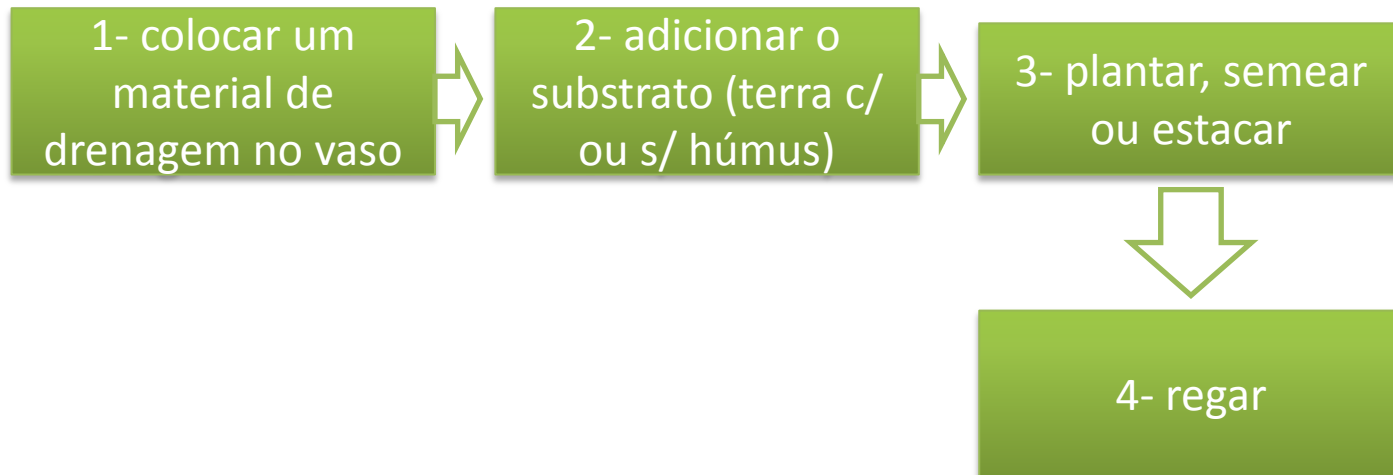 1- colocar um
material de
drenagem no vaso
2- adicionar o
substrato (terra c/
ou s/ húmus)
3- plantar, semear
ou estacar
4- regar